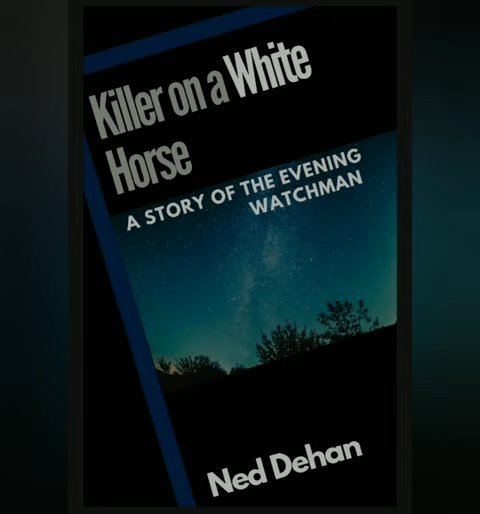 Killer on a White
Horse
A STORY OF THE EVENING
WATCHMAN
Ned Dehan